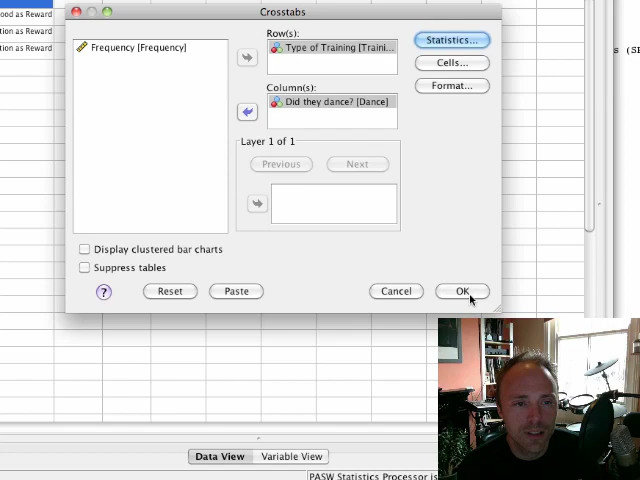 Crosstabs
ood as Reward
tion as Reward
tion as Reward
Frequency [Frequency]
Row(s):
Type of Training [Traini...
Statistics...
Cells...
Format...
Column(s):
Did they dance? [Dance]
Layer 1 of 1
Previous
Next
Display clustered bar charts
Suppress tables
?
Reset
Paste
Cancel
OK
s (SP
Data View
Variable View
PASW Statistics Processor is